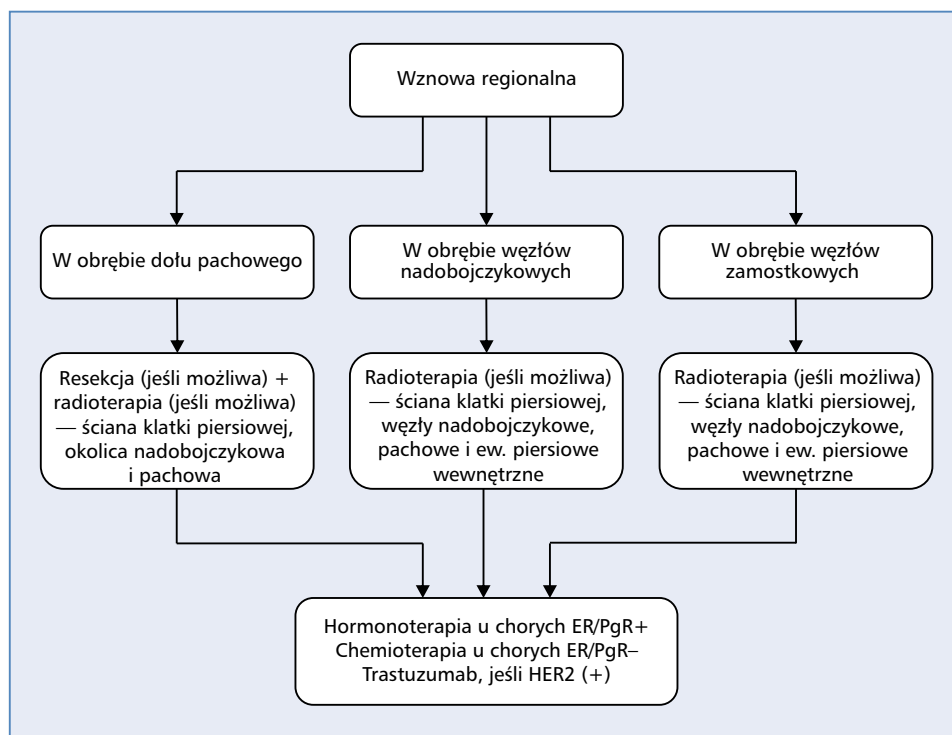 Wznowa regionalna
W obrębie dołu pachowego
W obrębie węzłów
nadobojczykowych
W obrębie węzłów
zamostkowych
Resekcja (jeśli możliwa) +
radioterapia (jeśli możliwa)
— ściana klatki piersiowej,
okolica nadobojczykowa
i pachowa
Radioterapia (jeśli możliwa)
— ściana klatki piersiowej,
węzły nadobojczykowe,
pachowe i ew. piersiowe
wewnętrzne
Radioterapia (jeśli możliwa)
— ściana klatki piersiowej,
węzły nadobojczykowe,
pachowe i ew. piersiowe
wewnętrzne
Hormonoterapia u chorych ER/PgR+
Chemioterapia u chorych ER/PgR–
Trastuzumab, jeśli HER2 (+)